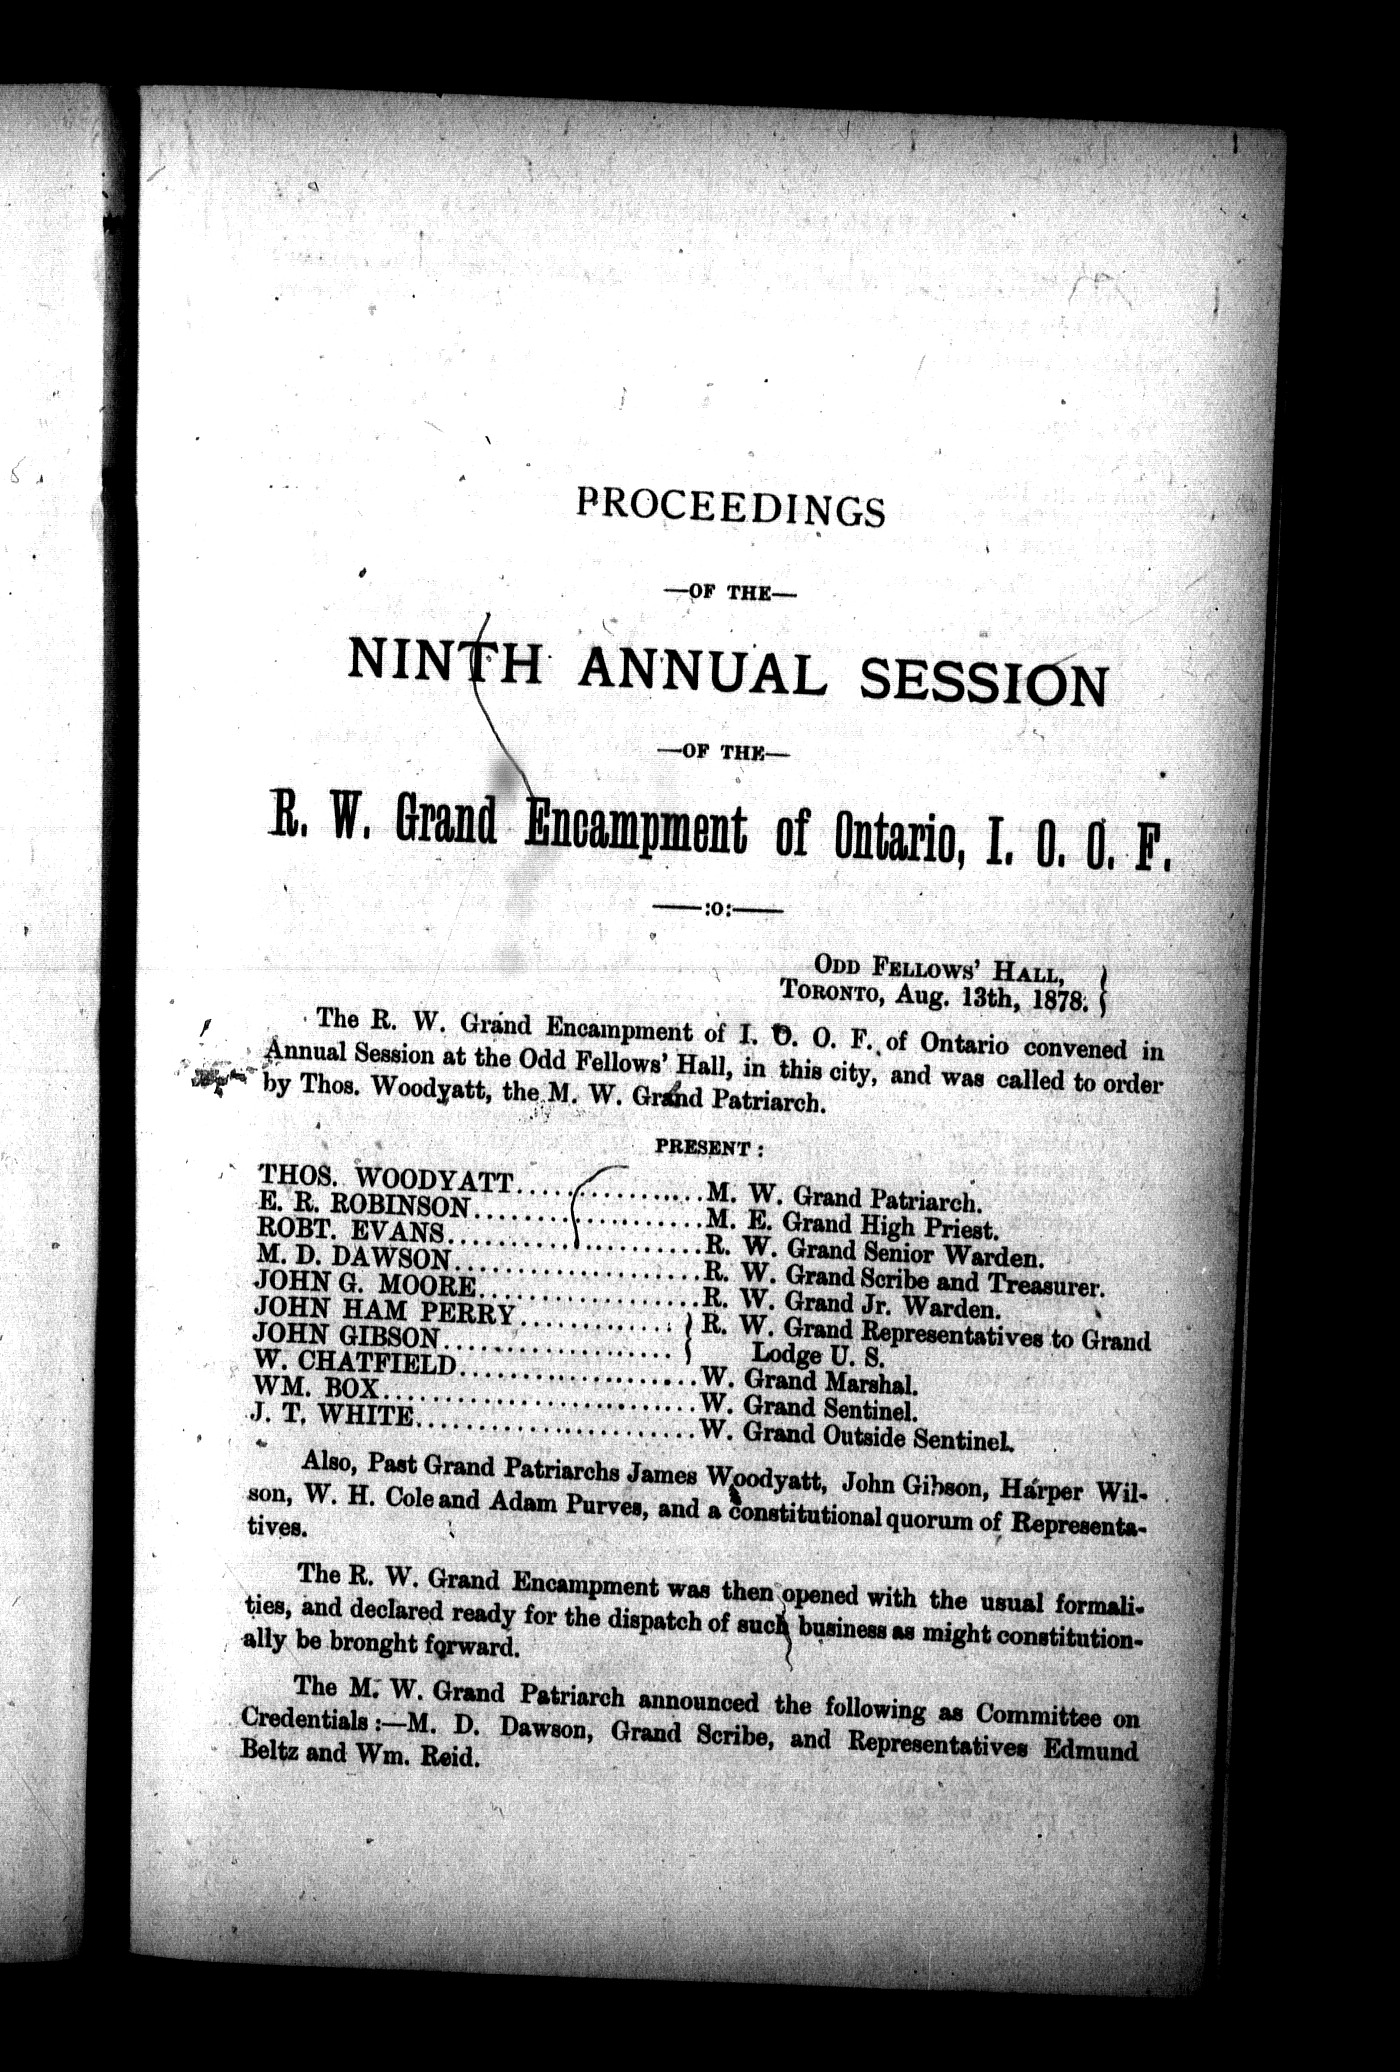 PROCEEDINGS
—OF THE—
NINTH ANNUAL SESSION
—OF THE—
R. W. Grand Encampment of Ontario, I. O. O. F.
——:o:——
ODD FELLOWS' HALL,
TORONTO, Aug. 13th, 1878. }
The R. W. Grand Encampment of I. O. O. F. of Ontario convened in
Annual Session at the Odd Fellows' Hall, in this city, and was called to order
by Thos. Woodyatt, the M. W. Grand Patriarch.
PRESENT :
THOS. WOODYATT....................M. W. Grand Patriarch.
E. R. ROBINSON.......................M. E. Grand High Priest.
ROBT. EVANS.........................R. W. Grand Senior Warden.
M. D. DAWSON........................R. W. Grand Scribe and Treasurer.
JOHN G. MOORE......................R. W. Grand Jr. Warden.
JOHN HAM PERRY............. } R. W. Grand Representatives to Grand
JOHN GIBSON.................... } Lodge U. S.
W. CHATFIELD.......................W. Grand Marshal.
WM. BOX..............................W. Grand Sentinel.
J. T. WHITE...........................W. Grand Outside Sentinel.
Also, Past Grand Patriarchs James Woodyatt, John Gibson, Harper Wil-
son, W. H. Cole and Adam Purves, and a constitutional quorum of Representa-
tives.
The R. W. Grand Encampment was then opened with the usual formali-
ties, and declared ready for the dispatch of such business as might constitution-
ally be bronght forward.
The M. W. Grand Patriarch announced the following as Committee on
Credentials :—M. D. Dawson, Grand Scribe, and Representatives Edmund
Beltz and Wm. Reid.